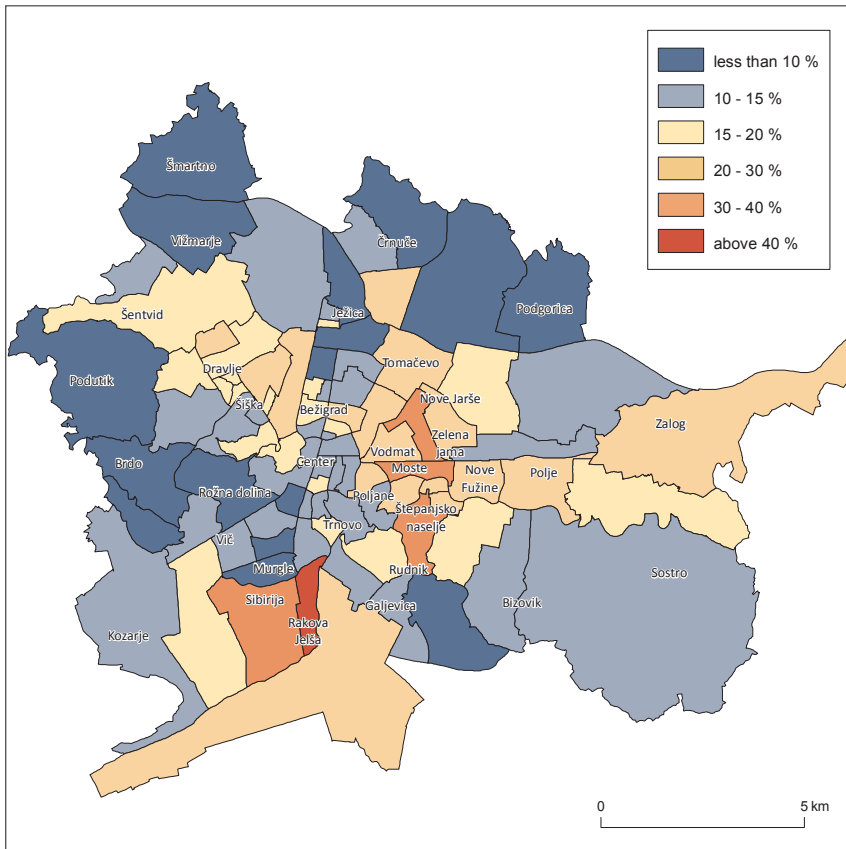 less than 10 %
10 - 15 %
15 - 20 %
20 - 30 %
30 - 40 %
above 40 %
Šmartno
Vižmarje
Črnuče
Podgorica
Ježica
Šentvid
Tomačevo
Dravlje
Podutik
Nove Jarše
Šiška
Bežigrad
Zalog
Zelena
jama
Vodmat
Center
Brdo
Moste
Nove
Fužine
Polje
Rožna dolina
Poljane
Štepanjsko
naselje
Trnovo
Vič
Murgle
Rudnik
Sostro
Sibirija
Galjevica
Bizovik
Rakova
Jelša
Kozarje
0
5 km